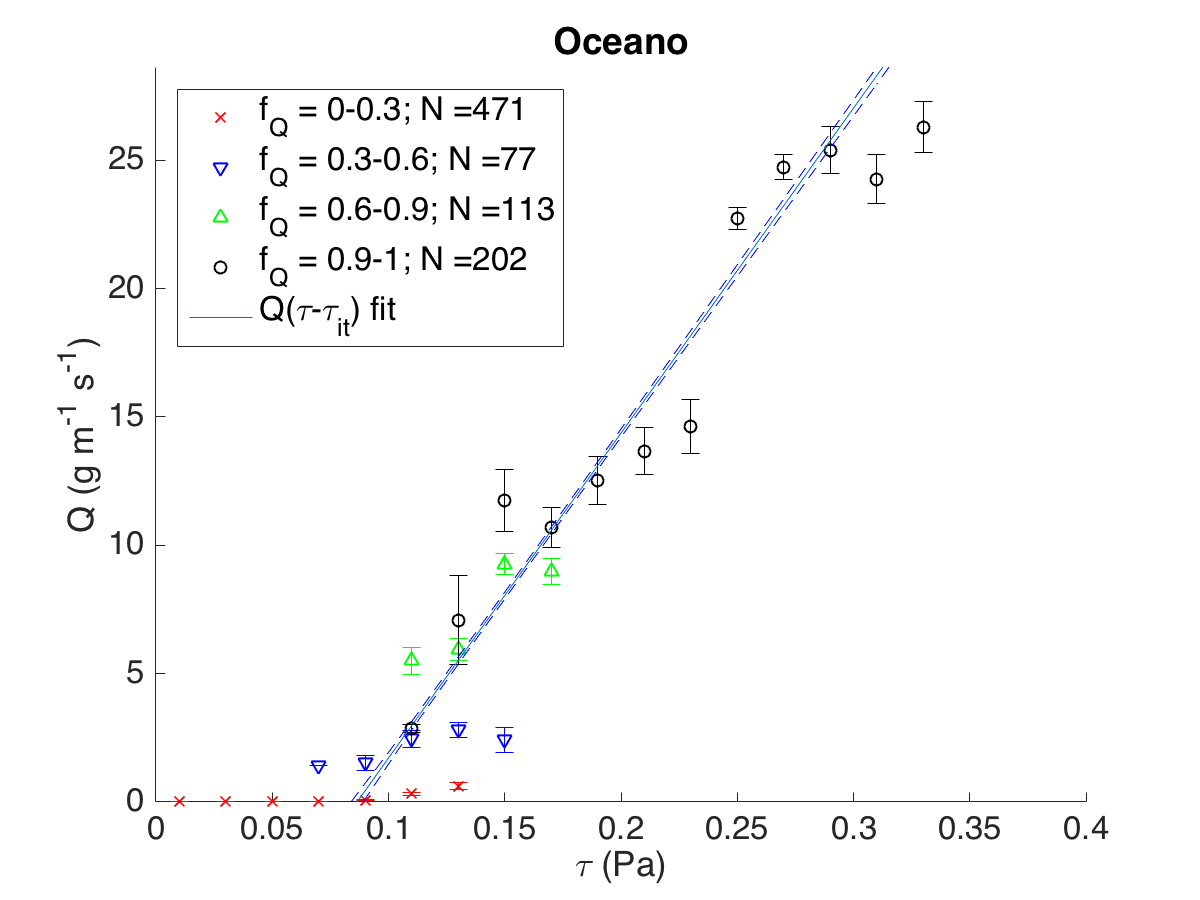 Oceano
f_Q = 0-0.3; N =471
f_Q = 0.3-0.6; N =77
f_Q = 0.6-0.9; N =113
f_Q = 0.9-1; N =202
Q(τ-τ_it) fit
Q (g m^-1 s^-1)
25
20
15
10
5
0
0 0.05 0.1 0.15 0.2 0.25 0.3 0.35 0.4
τ (Pa)